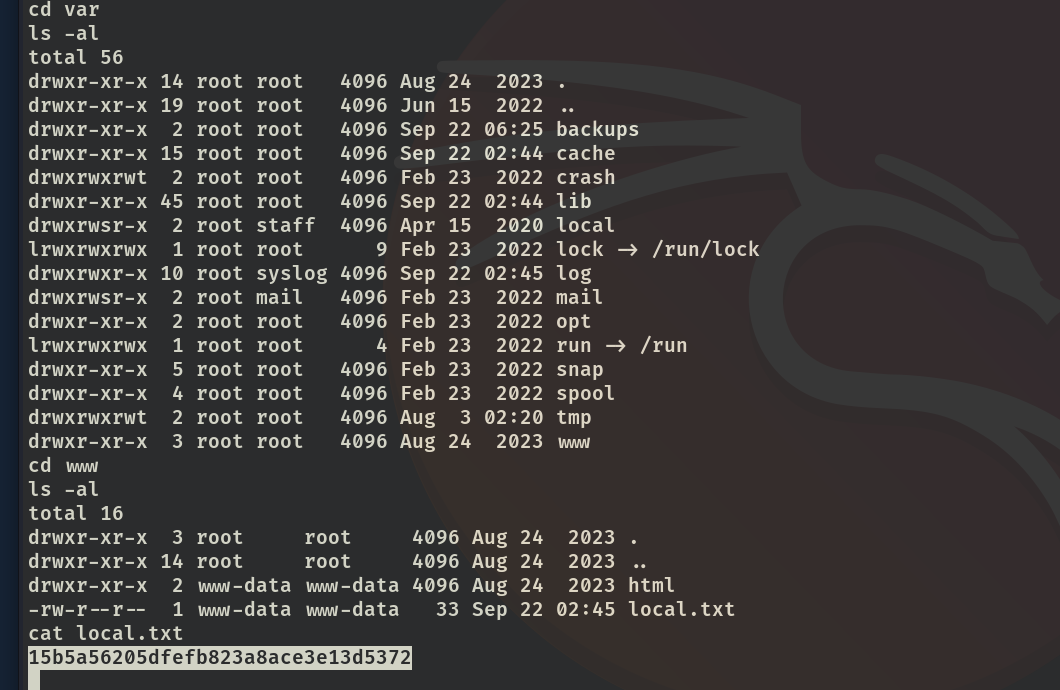 cd var
ls -al
total 56
drwxr-xr-x 14 root root   4096 Aug 24  2023 .
drwxr-xr-x 19 root root   4096 Jun 15  2022 ..
drwxr-xr-x  2 root root   4096 Sep 22 06:25 backups
drwxr-xr-x 15 root root   4096 Sep 22 02:44 cache
drwxrwxrwt  2 root root   4096 Feb 23  2022 crash
drwxr-xr-x 45 root root   4096 Sep 22 02:44 lib
drwxrwsr-x  2 root staff  4096 Apr 15  2020 local
lrwxrwxrwx  1 root root      9 Feb 23  2022 lock -> /run/lock
drwxrwxr-x 10 root syslog 4096 Sep 22 02:45 log
drwxrwsr-x  2 root mail   4096 Feb 23  2022 mail
drwxr-xr-x  2 root root   4096 Feb 23  2022 opt
lrwxrwxrwx  1 root root      4 Feb 23  2022 run -> /run
drwxr-xr-x  5 root root   4096 Feb 23  2022 snap
drwxr-xr-x  4 root root   4096 Feb 23  2022 spool
drwxrwxrwt  2 root root   4096 Aug  3 02:20 tmp
drwxr-xr-x  3 root root   4096 Aug 24  2023 www
cd www
ls -al
total 16
drwxr-xr-x  3 root     root     4096 Aug 24  2023 .
drwxr-xr-x 14 root     root     4096 Aug 24  2023 ..
drwxr-xr-x  2 www-data www-data 4096 Aug 24  2023 html
-rw-r--r--  1 www-data www-data   33 Sep 22 02:45 local.txt
cat local.txt
15b5a56205dfefb823a8ace3e13d5372